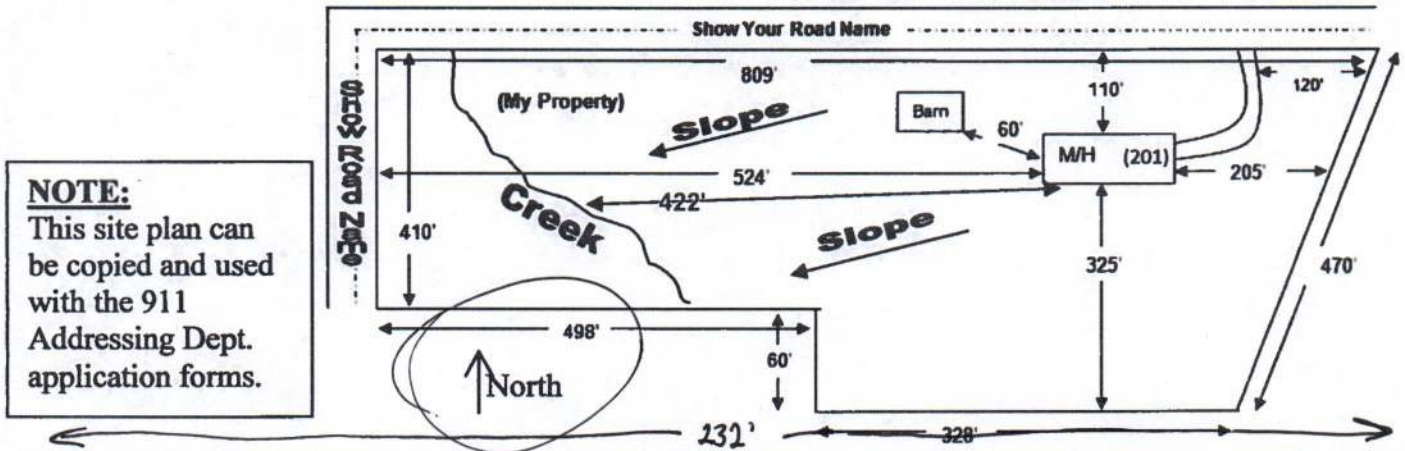 Show Your Road Name
Show Road Name
809'
(My Property)
Slope
Barn
60'
110'
120'
M/H (201)
NOTE:
This site plan can
be copied and used
with the 911
Addressing Dept.
application forms.
524'
205'
422'
Creek
410'
Slope
325'
470'
498'
60'
North
232'
328'